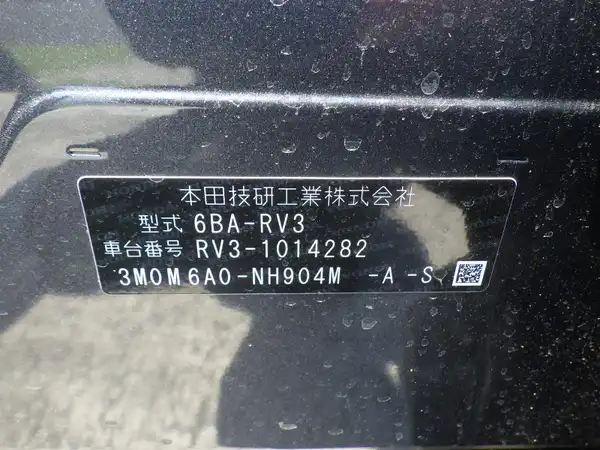 本田技研工業株式会社
型式 6BA-RV3
車台番号 RV3-1014282
3M0M6A0-NH904M -A -S